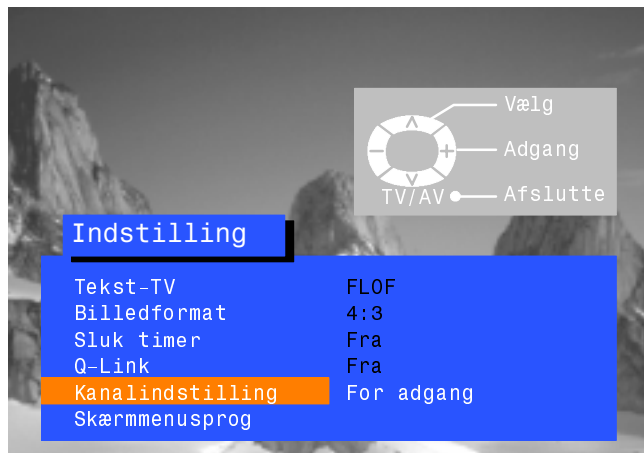 Vælg
Adgang
TV/AV Afslutte
Indstilling
Tekst-TV FLOF
Billedformat 4:3
Sluk timer Fra
Q-Link Fra
Kanalindstilling For adgang
Skærmmenusprog